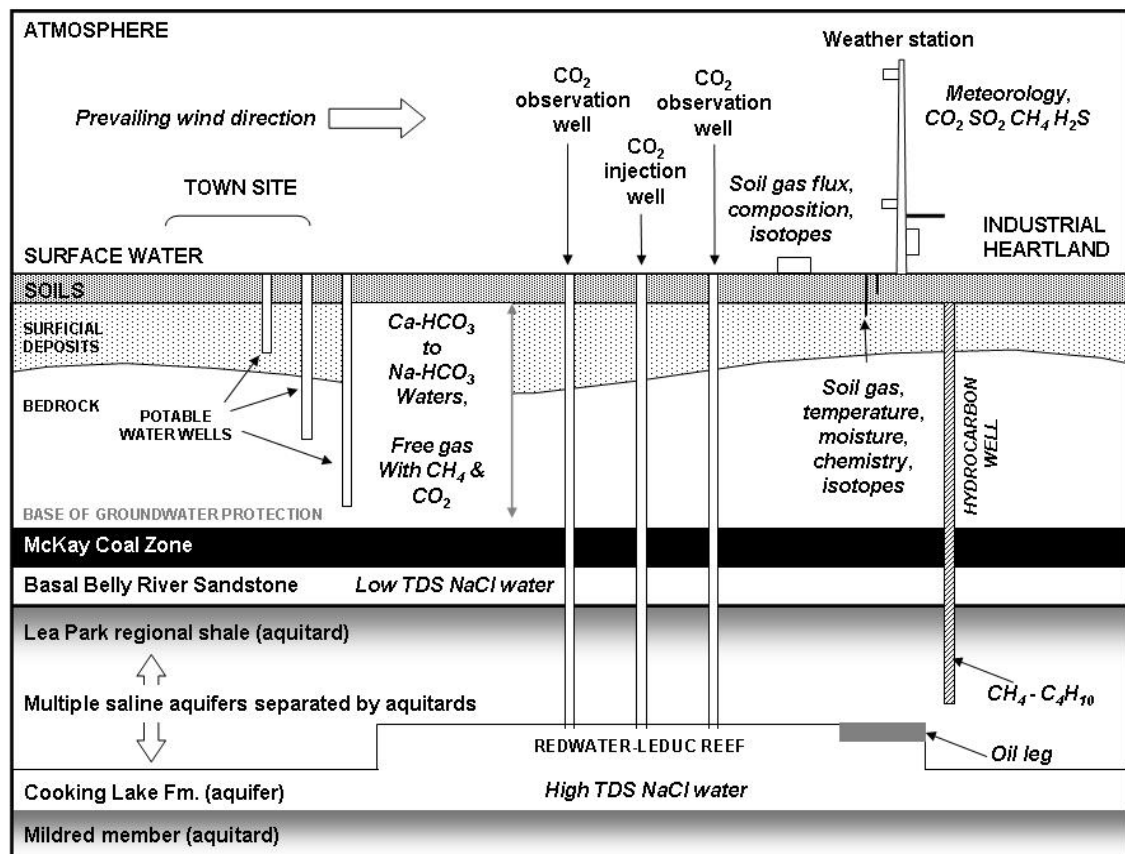 ATMOSPHERE
Weather station
Prevailing wind direction
CO₂
observation
well
CO₂
injection
well
CO₂
observation
well
Meteorology,
CO₂ SO₂ CH₄ H₂S
TOWN SITE
Soil gas flux,
composition,
isotopes
INDUSTRIAL
HEARTLAND
SURFACE WATER
SOILS
SURFICIAL
DEPOSITS
BEDROCK
POTABLE
WATER WELLS
Ca-HCO₃
to
Na-HCO₃
Waters,
Free gas
With CH₄ &
CO₂
Soil gas,
temperature,
moisture,
chemistry,
isotopes
HYDROCARBON
WELL
BASE OF GROUNDWATER PROTECTION
McKay Coal Zone
Basal Belly River Sandstone
Low TDS NaCl water
Lea Park regional shale (aquitard)
Multiple saline aquifers separated by aquitards
CH₄ - C₄H₁₀
REDWATER-LEDUC REEF
Oil leg
Cooking Lake Fm. (aquifer)
High TDS NaCl water
Mildred member (aquitard)